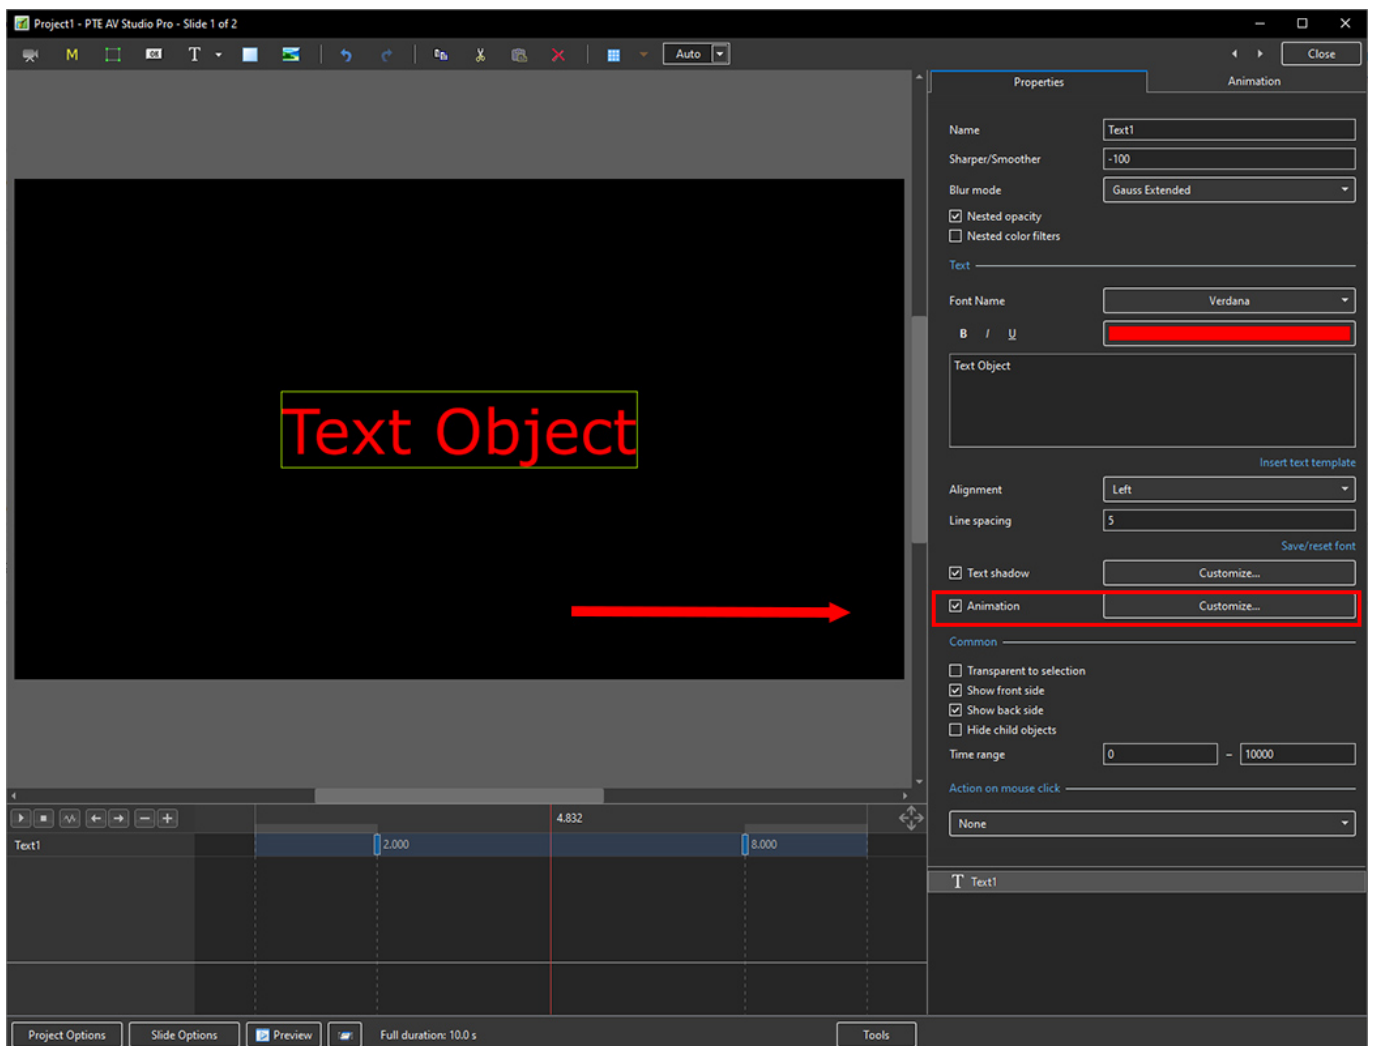 Project1 - PTE AV Studio Pro - Slide 1 of 2
M OK T Auto Close
Properties Animation
Name Text1
Sharper/Smoother -100
Blur mode Gauss Extended
Nested opacity
Nested color filters
Text
Font Name Verdana
B I U
Text Object
Text Object
Insert text template
Alignment Left
Line spacing 5
Save/reset font
Text shadow Customize...
Animation Customize...
Common
Transparent to selection
Show front side
Show back side
Hide child objects
Time range 0 – 10000
Action on mouse click
None
4.832
Text1 2.000 8.000
T Text1
Project Options Slide Options Preview Full duration: 10.0 s Tools